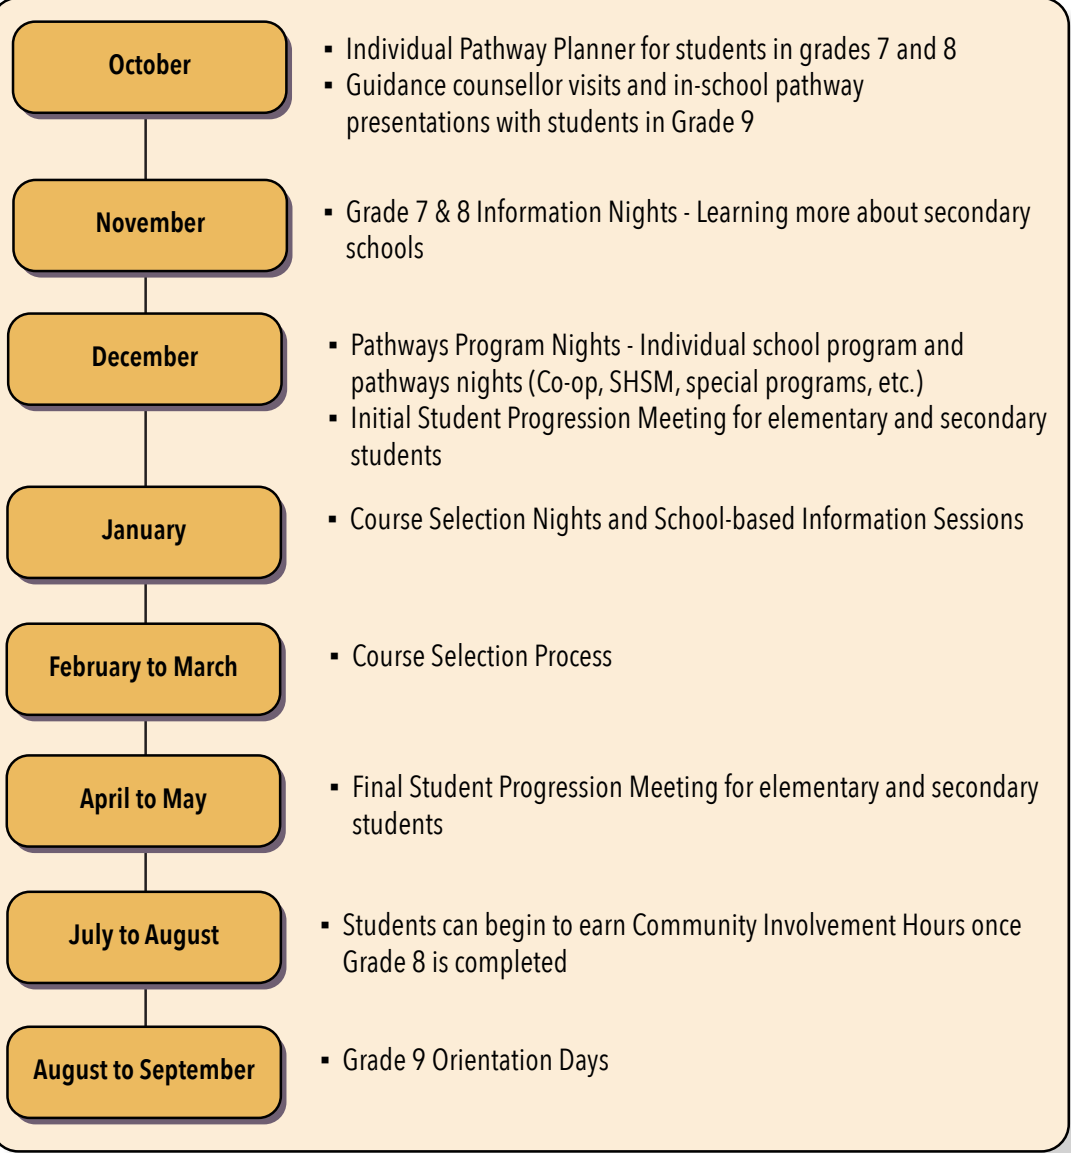 October
▪ Individual Pathway Planner for students in grades 7 and 8
▪ Guidance counsellor visits and in-school pathway
presentations with students in Grade 9
November
▪ Grade 7 & 8 Information Nights - Learning more about secondary
schools
December
▪ Pathways Program Nights - Individual school program and
pathways nights (Co-op, SHSM, special programs, etc.)
▪ Initial Student Progression Meeting for elementary and secondary
students
January
▪ Course Selection Nights and School-based Information Sessions
February to March
▪ Course Selection Process
April to May
▪ Final Student Progression Meeting for elementary and secondary
students
July to August
▪ Students can begin to earn Community Involvement Hours once
Grade 8 is completed
August to September
▪ Grade 9 Orientation Days